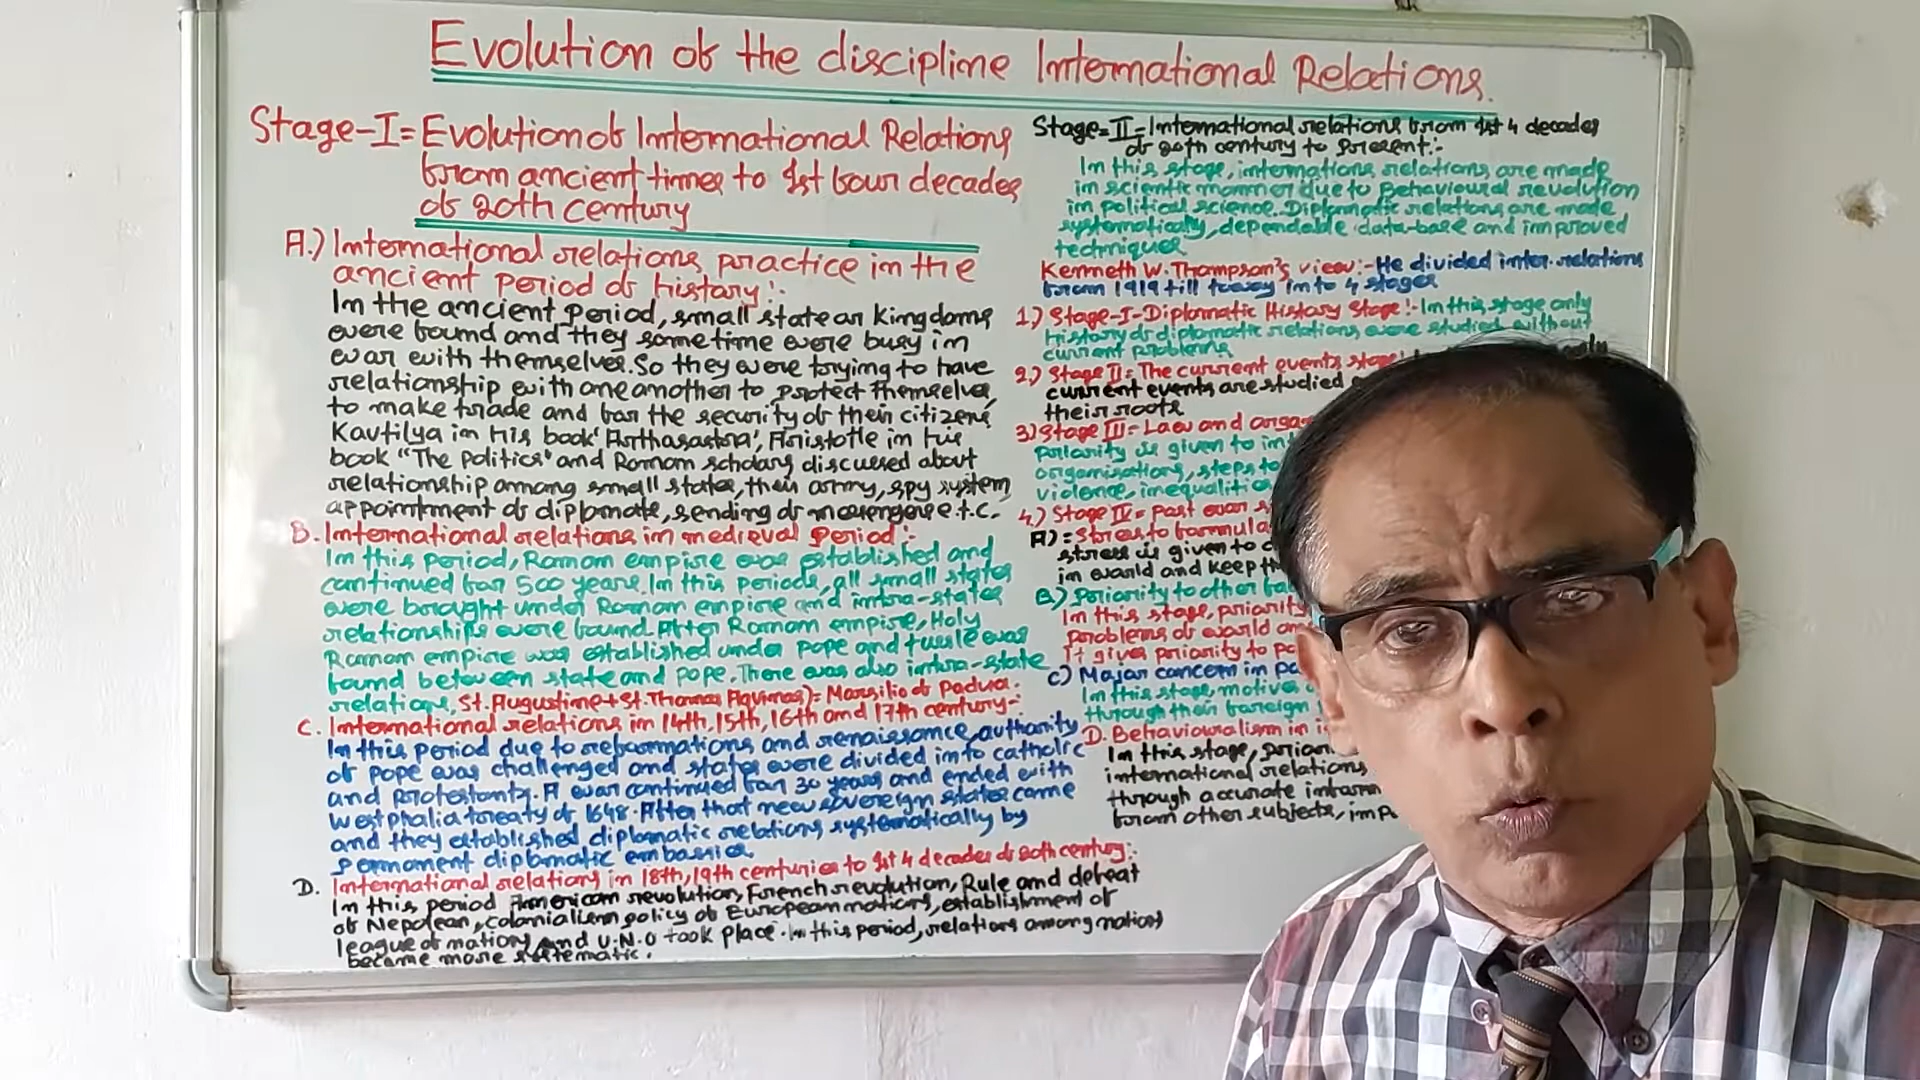 Evolution of the discipline International Relations.
Stage-I= Evolution of International Relations
from ancient times to 1st four decades
of 20th century
A.) International relations practice in the
ancient period of history:-
In the ancient period, small state or kingdoms
were found and they sometime were busy in
war with themselves. So they were trying to have
relationship with one another to protect themselves,
to make trade and for the security of their citizens
Kautilya in his book 'Arthasastra', Aristotle in his
book "The Politics" and Roman scholars discussed about
relationship among small states, their army, spy system,
appointment of diplomats, sending of messengers e.t.c.
B. International relations in medieval period:-
In this period, Roman empire was established and
continued for 500 years. In this periods, all small states
were brought under Roman empire and intra-states
relationships were found. After Roman empire, Holy
Roman empire was established under pope and tussle was
found between state and pope. There was also intra-state
relations, St. Augustine+St. Thomas Aquinas)= Marsilio of Padua.
C. International relations in 14th, 15th, 16th and 17th century-
In this period due to reformations and renaissance, authority
of pope was challenged and states were divided into catholic
and protestants. A war continued for 30 years and ended with
Westphalia treaty of 1648. After that new sovereign states came
and they established diplomatic relations systematically by
permanent diplomatic embassies.
D. International relations in 18th, 19th centuries to 1st 4 decades of 20th century:-
In this period American revolution, French revolution, Rule and defeat
of Nepolean, colonialism policy of European nations, establishment of
league of nations and U.N.O took place. In this period, relations among nations
became more systematic.
Stage=II-International relations from 1st 4 decades
of 20th century to present:-
In this stage, internations relations are made
in scientic manner due to Behavioural revolution
in political science. Diplomatic relations are made
systematically, dependable data-base and improved
techniques
Kenneth W. Thompson's view:-He divided inter. relations
from 1919 till today into 4 stages
1.) Stage-I-Diplomatic History Stage:-In this stage only
history of diplomatic relations were studied without
current problems
2.) Stage II= The current events stage
current events are studied
their roots
3) Stage III= Law and
Priority is given to
organisations, steps to
violence, inequalities
4.) Stage IV= Past war
A)= Stress to
stress is given to
in world and keep
B) Priority to other
In this stage, priority
problems of world
It gives priority to
C) Major concern in
In this stage, motives
through their foreign
D. Behaviouralism in
In this stage,
international relations
through accurate
from other subjects,